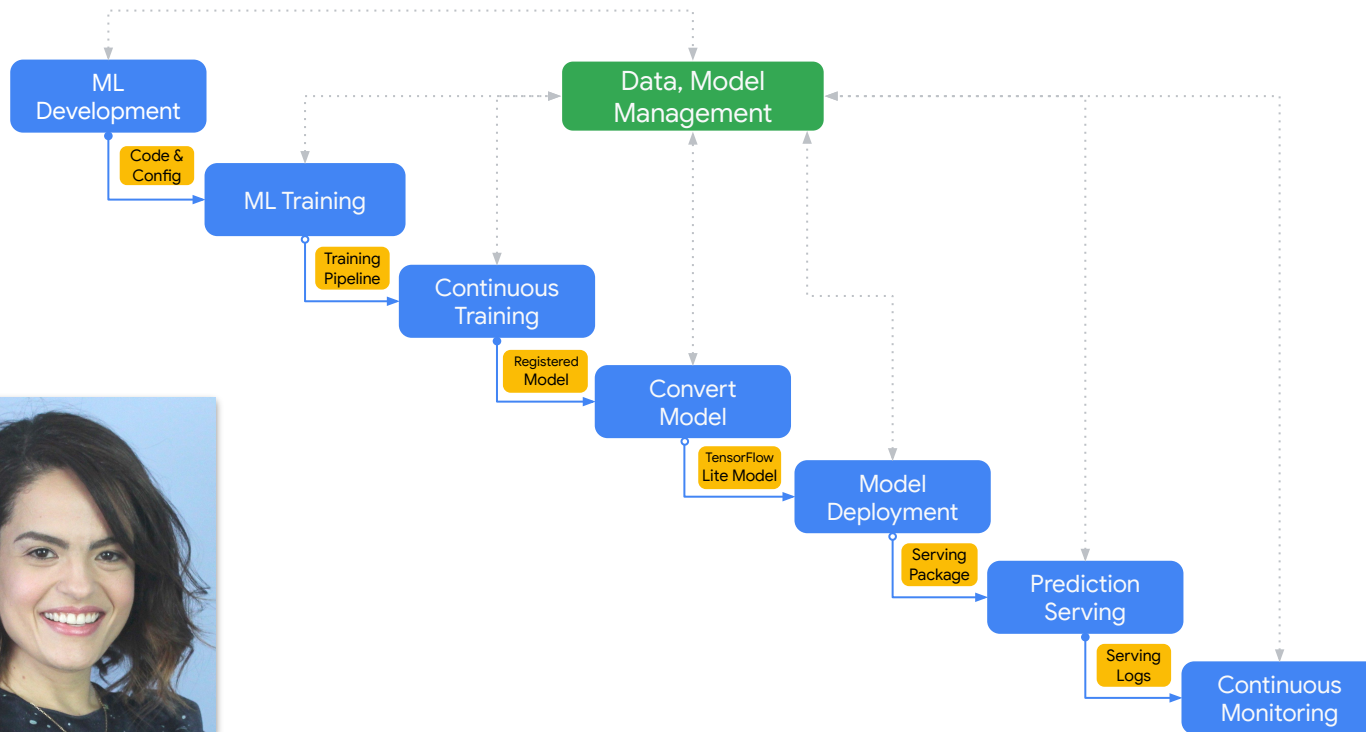 ML
Development
Data, Model
Management
Code &
Config
ML Training
Training
Pipeline
Continuous
Training
Registered
Model
Convert
Model
TensorFlow
Lite Model
Model
Deployment
Serving
Package
Prediction
Serving
Serving
Logs
Continuous
Monitoring